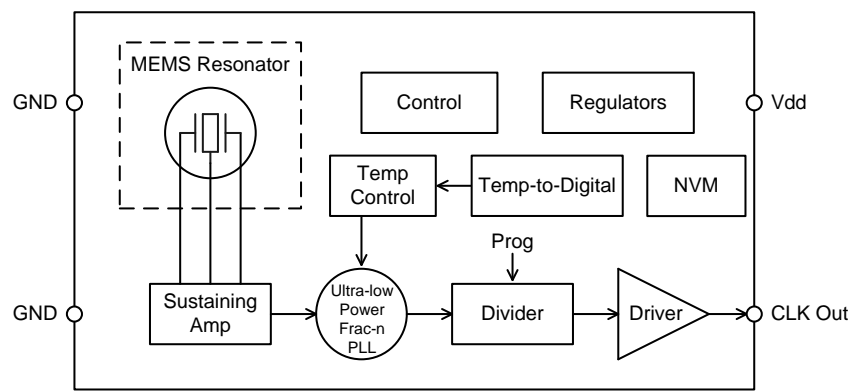 MEMS Resonator
GND
Control
Regulators
Vdd
Temp
Control
Temp-to-Digital
NVM
Prog
GND
Sustaining
Amp
Ultra-low
Power
Frac-n
PLL
Divider
Driver
CLK Out